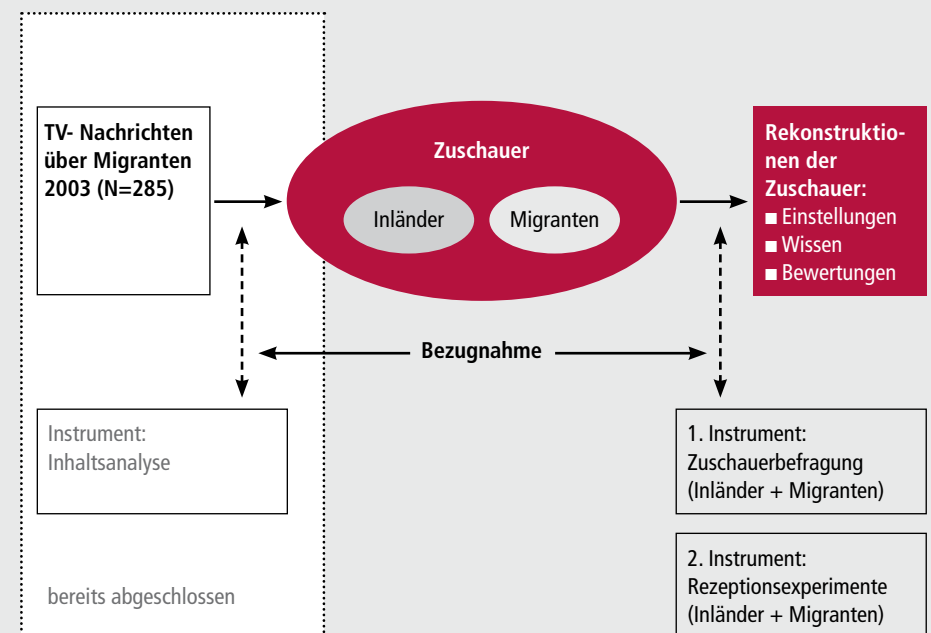 TV- Nachrichten
über Migranten
2003 (N=285)
Zuschauer
Inländer
Migranten
Rekonstruktio-
nen der
Zuschauer:
■ Einstellungen
■ Wissen
■ Bewertungen
Bezugnahme
Instrument:
Inhaltsanalyse
bereits abgeschlossen
1. Instrument:
Zuschauerbefragung
(Inländer + Migranten)
2. Instrument:
Rezeptionsexperimente
(Inländer + Migranten)